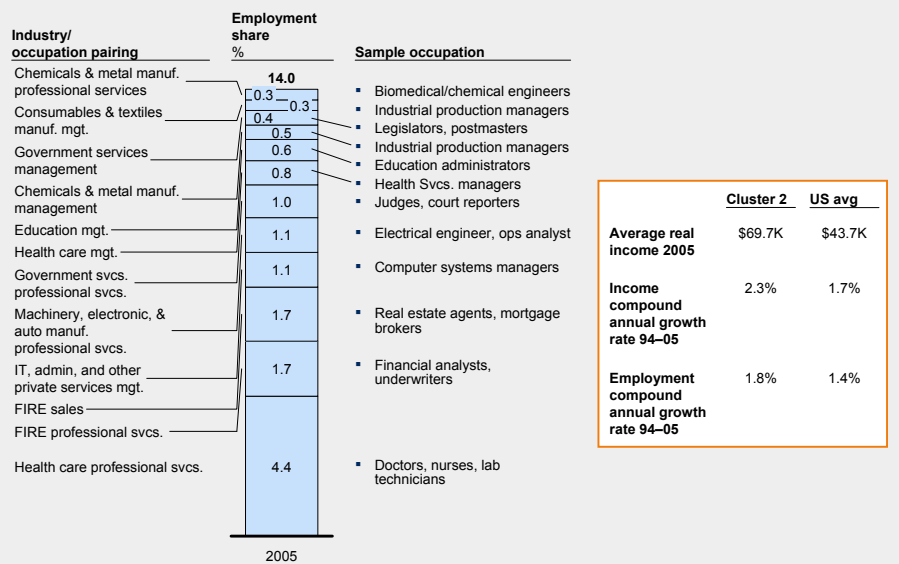 Industry/
occupation pairing
Employment
share
%
Sample occupation
Chemicals & metal manuf.
professional services
Consumables & textiles
manuf. mgt.
Government services
management
Chemicals & metal manuf.
management
Education mgt.
Health care mgt.
Government svcs.
professional svcs.
Machinery, electronic, &
auto manuf.
professional svcs.
IT, admin, and other
private services mgt.
FIRE sales
FIRE professional svcs.
Health care professional svcs.
14.0
0.3
0.3
0.4
0.5
0.6
0.8
1.0
1.1
1.1
1.7
1.7
4.4
2005
▪ Biomedical/chemical engineers
▪ Industrial production managers
▪ Legislators, postmasters
▪ Industrial production managers
▪ Education administrators
▪ Health Svcs. managers
▪ Judges, court reporters
▪ Electrical engineer, ops analyst
▪ Computer systems managers
▪ Real estate agents, mortgage
brokers
▪ Financial analysts,
underwriters
▪ Doctors, nurses, lab
technicians
Cluster 2 US avg
Average real
income 2005
$69.7K $43.7K
Income
compound
annual growth
rate 94–05
2.3% 1.7%
Employment
compound
annual growth
rate 94–05
1.8% 1.4%